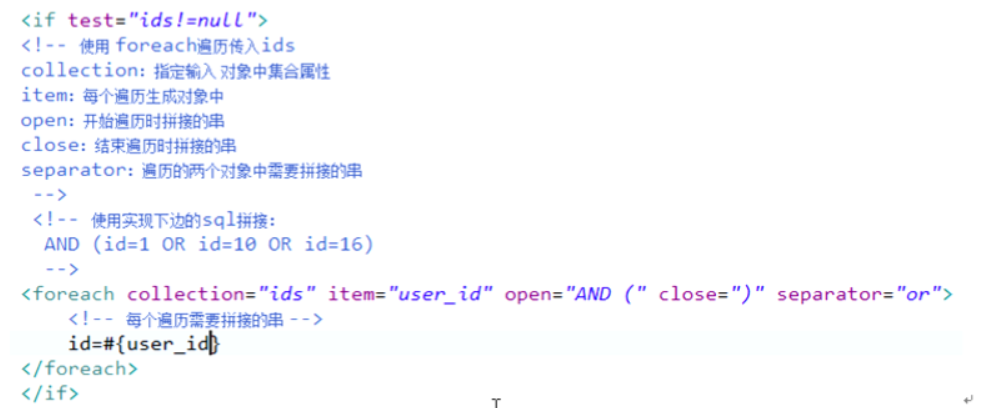 <if test="ids!=null">
<!-- 使用 foreach遍历传入ids
collection：指定输入 对象中集合属性
item：每个遍历生成对象中
open：开始遍历时拼接的串
close：结束遍历时拼接的串
separator：遍历的两个对象中需要拼接的串
-->
<!-- 使用实现下边的sql拼接：
AND (id=1 OR id=10 OR id=16)
-->
<foreach collection="ids" item="user_id" open="AND (" close=")" separator="or">
<!-- 每个遍历需要拼接的串 -->
id=#{user_id}
</foreach>
</if>